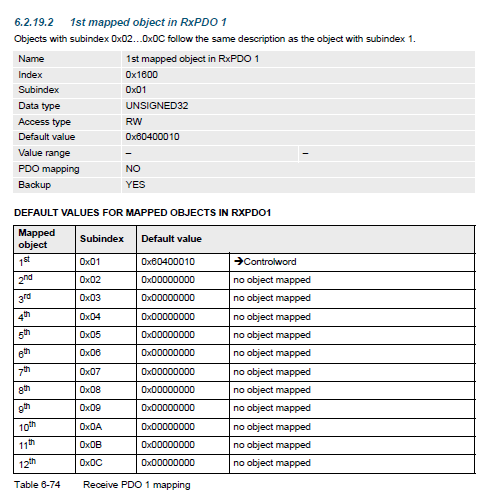 6.2.19.2 1st mapped object in RxPDO 1
Objects with subindex 0x02...0x0C follow the same description as the object with subindex 1.
Name 1st mapped object in RxPDO 1
Index 0x1600
Subindex 0x01
Data type UNSIGNED32
Access type RW
Default value 0x60400010
Value range – –
PDO mapping NO
Backup YES
DEFAULT VALUES FOR MAPPED OBJECTS IN RXPDO1
Mapped object Subindex Default value
1st 0x01 0x60400010 ➔Controlword
2nd 0x02 0x00000000 no object mapped
3rd 0x03 0x00000000 no object mapped
4th 0x04 0x00000000 no object mapped
5th 0x05 0x00000000 no object mapped
6th 0x06 0x00000000 no object mapped
7th 0x07 0x00000000 no object mapped
8th 0x08 0x00000000 no object mapped
9th 0x09 0x00000000 no object mapped
10th 0x0A 0x00000000 no object mapped
11th 0x0B 0x00000000 no object mapped
12th 0x0C 0x00000000 no object mapped
Table 6-74 Receive PDO 1 mapping